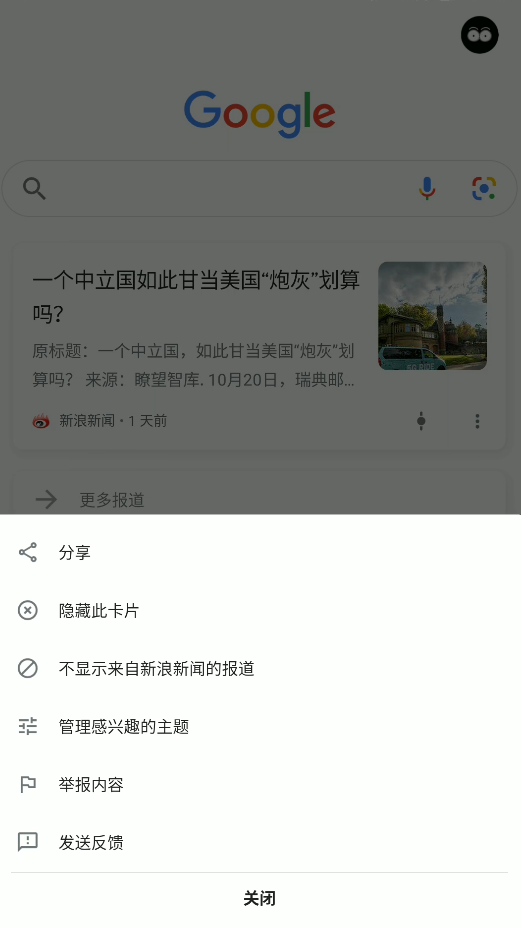 Google
一个中立国如此甘当美国“炮灰”划算
吗？
原标题：一个中立国，如此甘当美国“炮灰”划
算吗？ 来源：瞭望智库. 10月20日，瑞典邮…
新浪新闻 · 1 天前
更多报道
分享
隐藏此卡片
不显示来自新浪新闻的报道
管理感兴趣的主题
举报内容
发送反馈
关闭